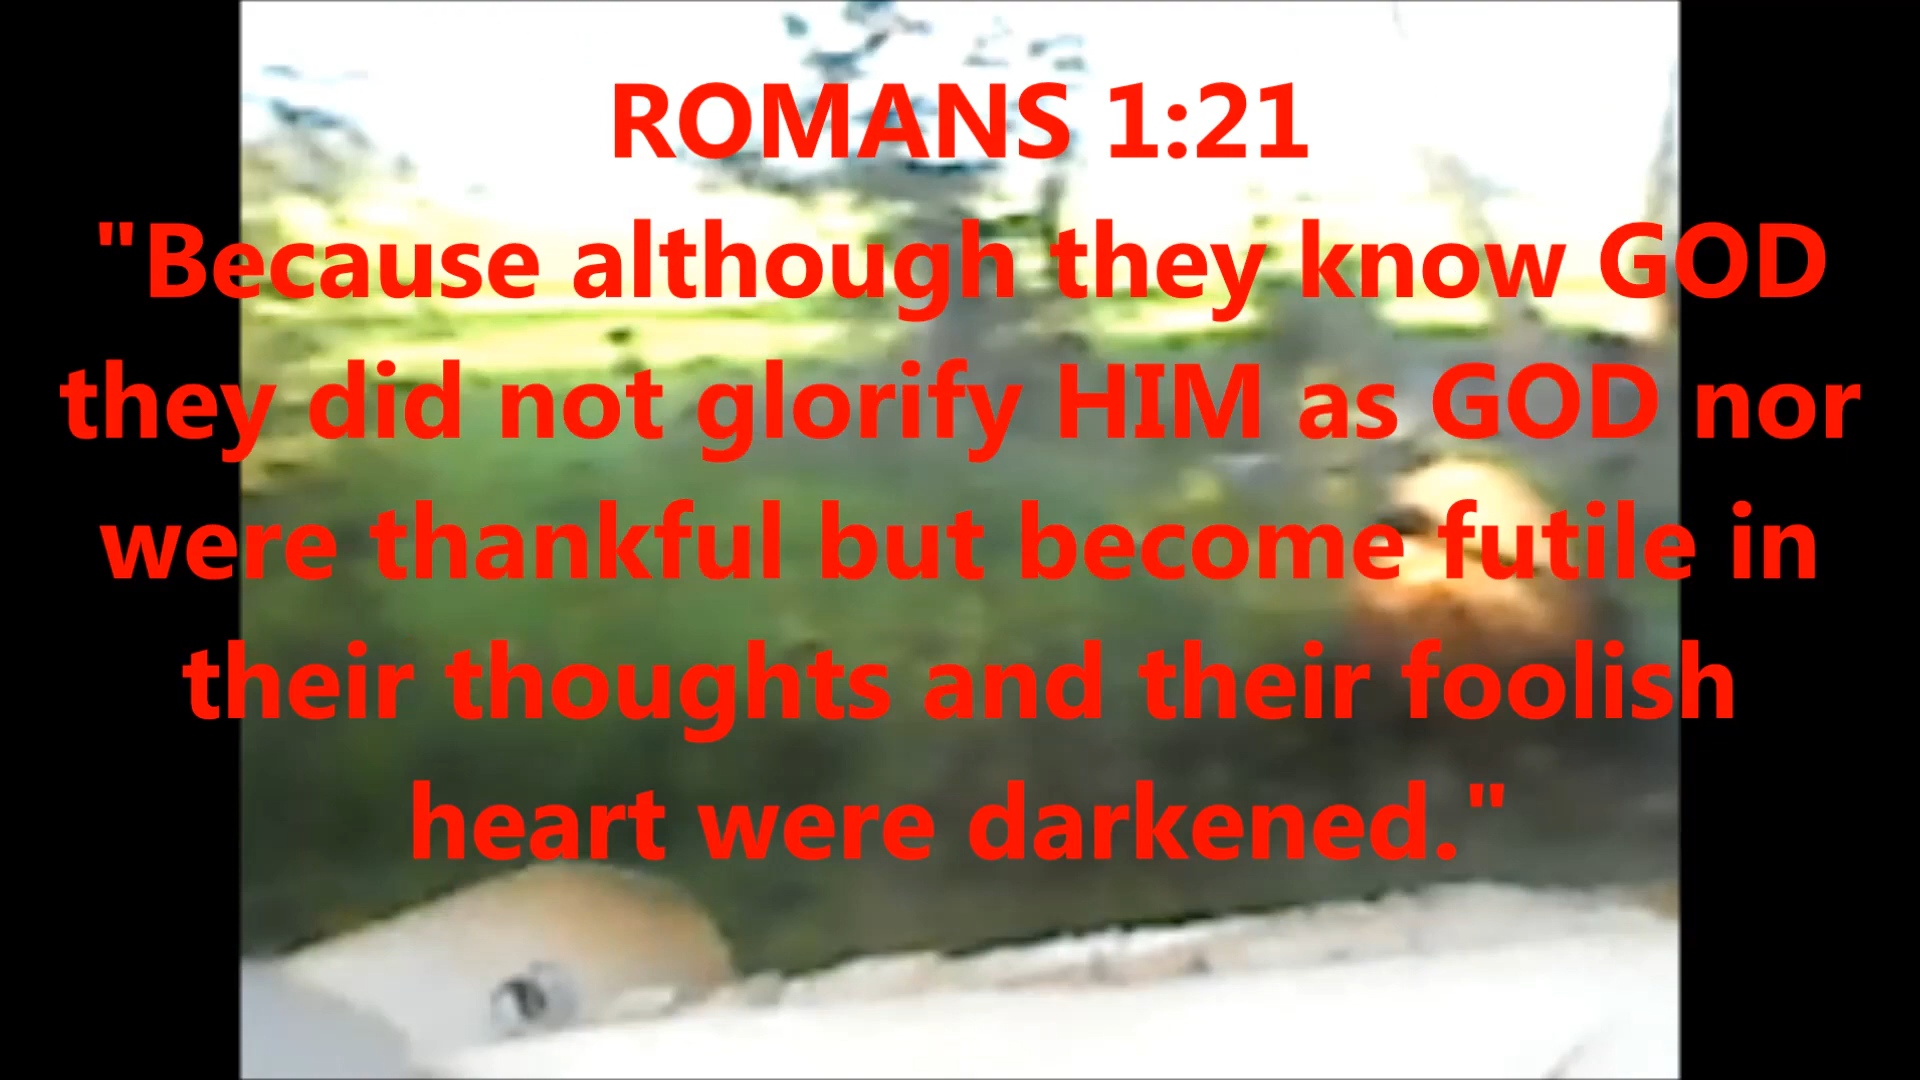 ROMANS 1:21
"Because although they know GOD
they did not glorify HIM as GOD nor
were thankful but become futile in
their thoughts and their foolish
heart were darkened."